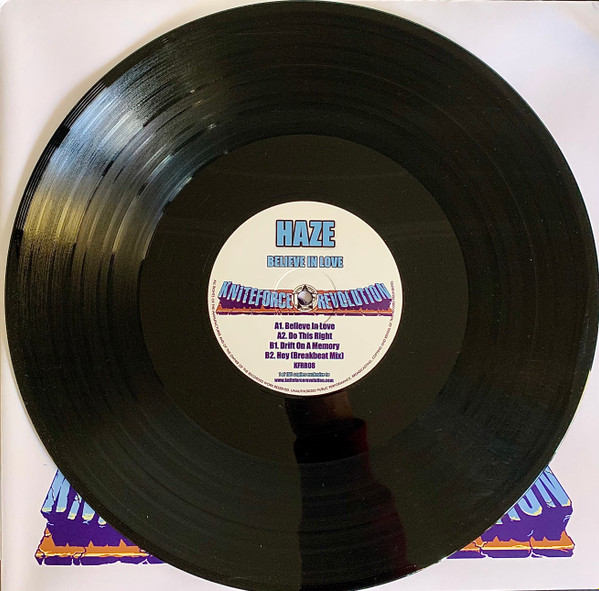 HAZE
BELIEVE IN LOVE
KNITEFORCE REVOLUTION
A1. Believe In Love
A2. Do This Right
B1. Drift On A Memory
B2. Hey (Breakbeat Mix)
KFRR08
www.kniteforcerevolution.com